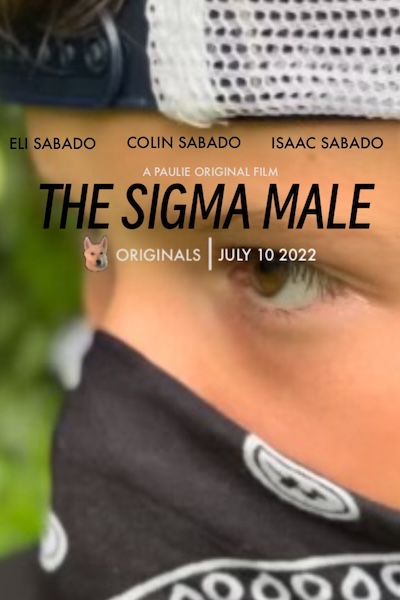 ELI SABADO COLIN SABADO ISAAC SABADO
A PAULIE ORIGINAL FILM
THE SIGMA MALE
ORIGINALS | JULY 10 2022